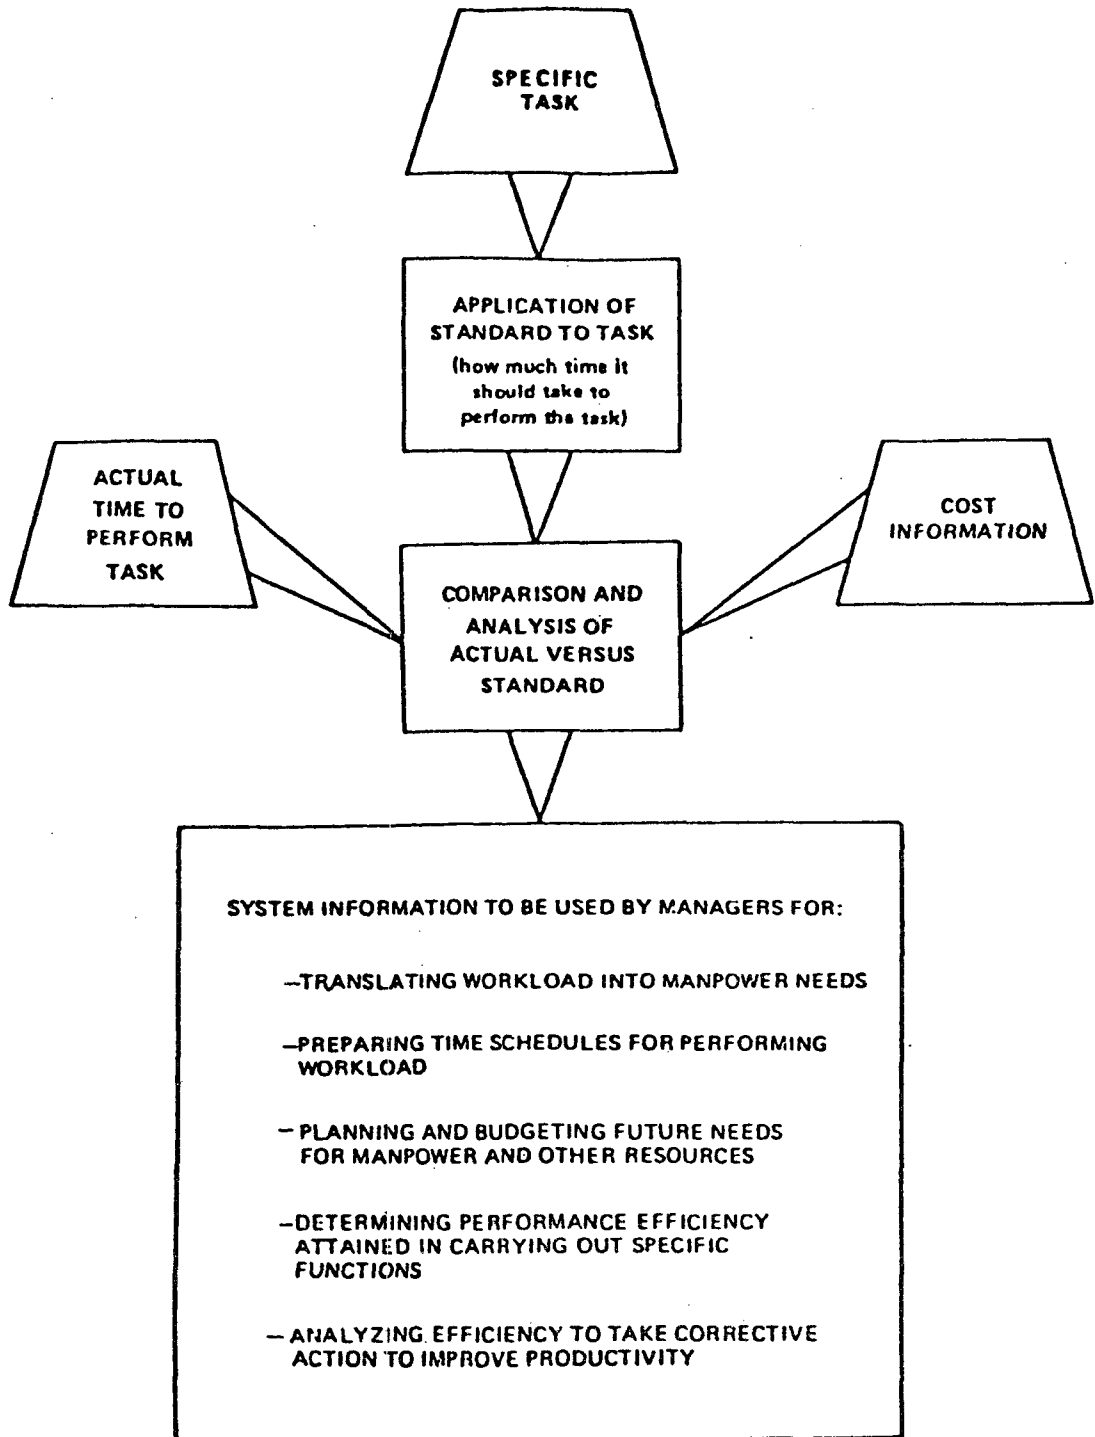 SPECIFIC
TASK
APPLICATION OF
STANDARD TO TASK
(how much time it
should take to
perform the task)
ACTUAL
TIME TO
PERFORM
TASK
COST
INFORMATION
COMPARISON AND
ANALYSIS OF
ACTUAL VERSUS
STANDARD
SYSTEM INFORMATION TO BE USED BY MANAGERS FOR:
—TRANSLATING WORKLOAD INTO MANPOWER NEEDS
—PREPARING TIME SCHEDULES FOR PERFORMING
WORKLOAD
— PLANNING AND BUDGETING FUTURE NEEDS
FOR MANPOWER AND OTHER RESOURCES
—DETERMINING PERFORMANCE EFFICIENCY
ATTAINED IN CARRYING OUT SPECIFIC
FUNCTIONS
— ANALYZING EFFICIENCY TO TAKE CORRECTIVE
ACTION TO IMPROVE PRODUCTIVITY